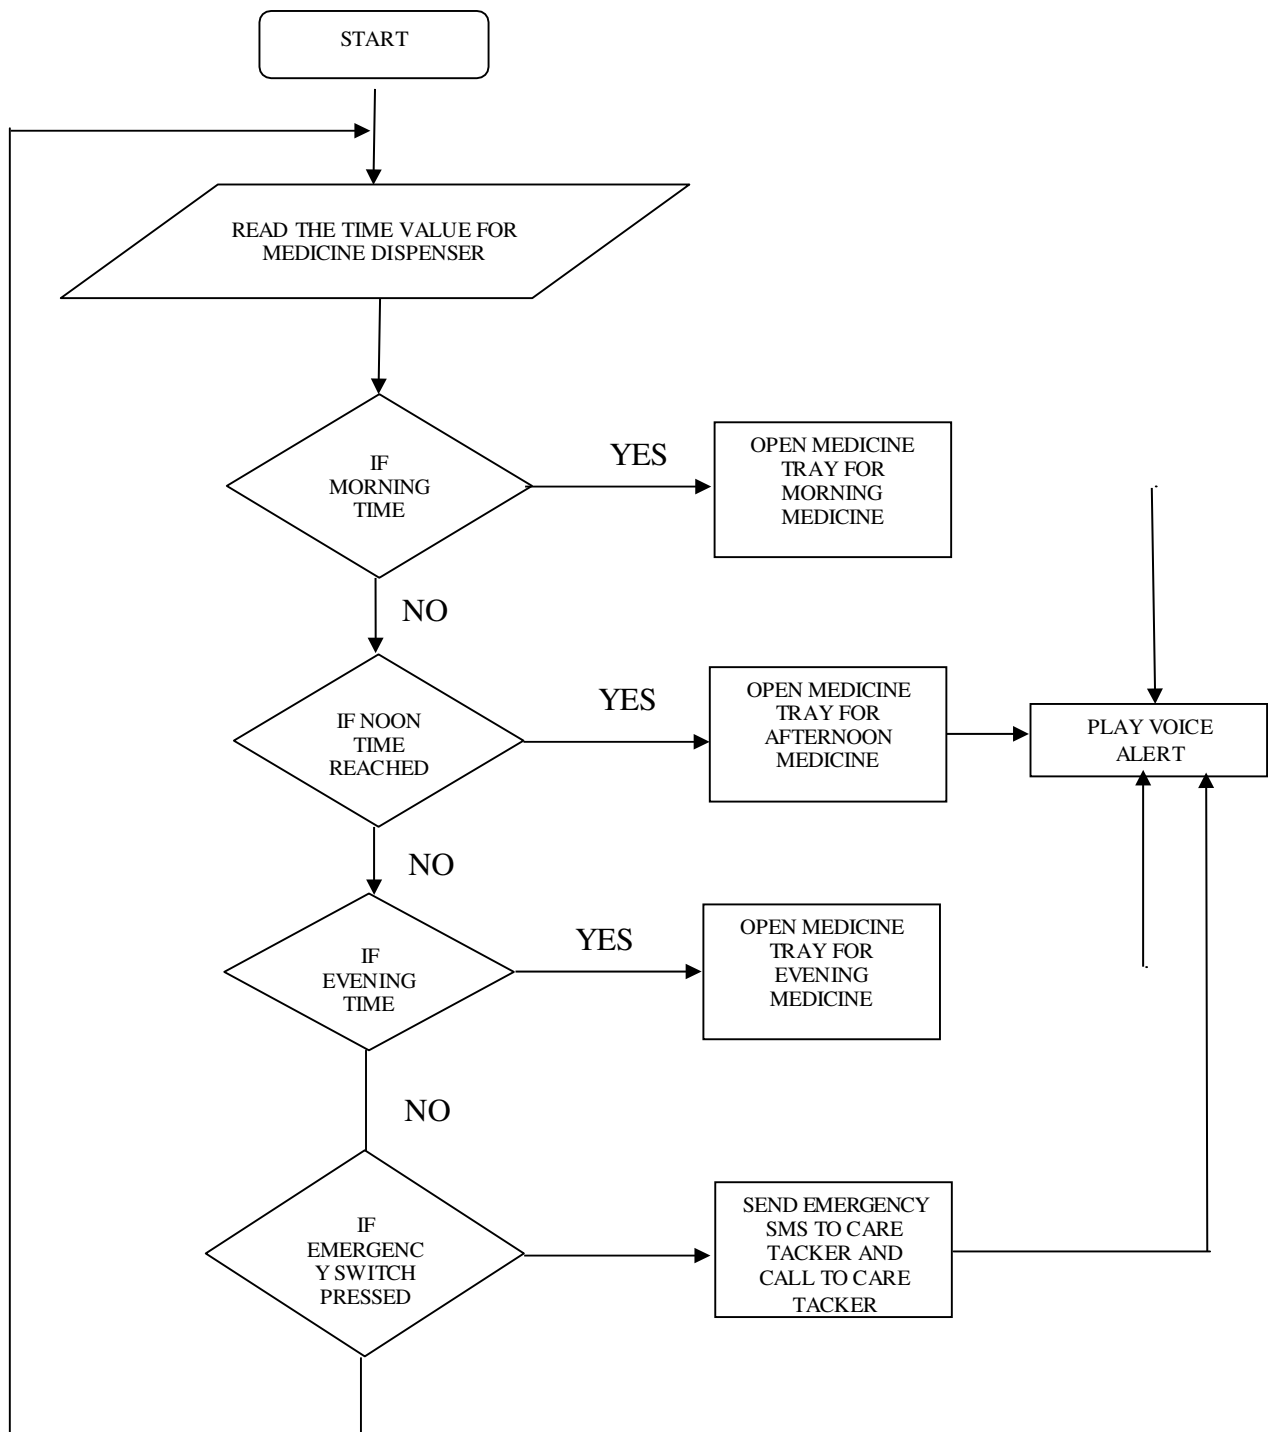 START
READ THE TIME VALUE FOR
MEDICINE DISPENSER
IF
MORNING
TIME
YES
OPEN MEDICINE
TRAY FOR
MORNING
MEDICINE
NO
IF NOON
TIME
REACHED
YES
OPEN MEDICINE
TRAY FOR
AFTERNOON
MEDICINE
PLAY VOICE
ALERT
NO
IF
EVENING
TIME
YES
OPEN MEDICINE
TRAY FOR
EVENING
MEDICINE
NO
IF
EMERGENC
Y SWITCH
PRESSED
SEND EMERGENCY
SMS TO CARE
TACKER AND
CALL TO CARE
TACKER